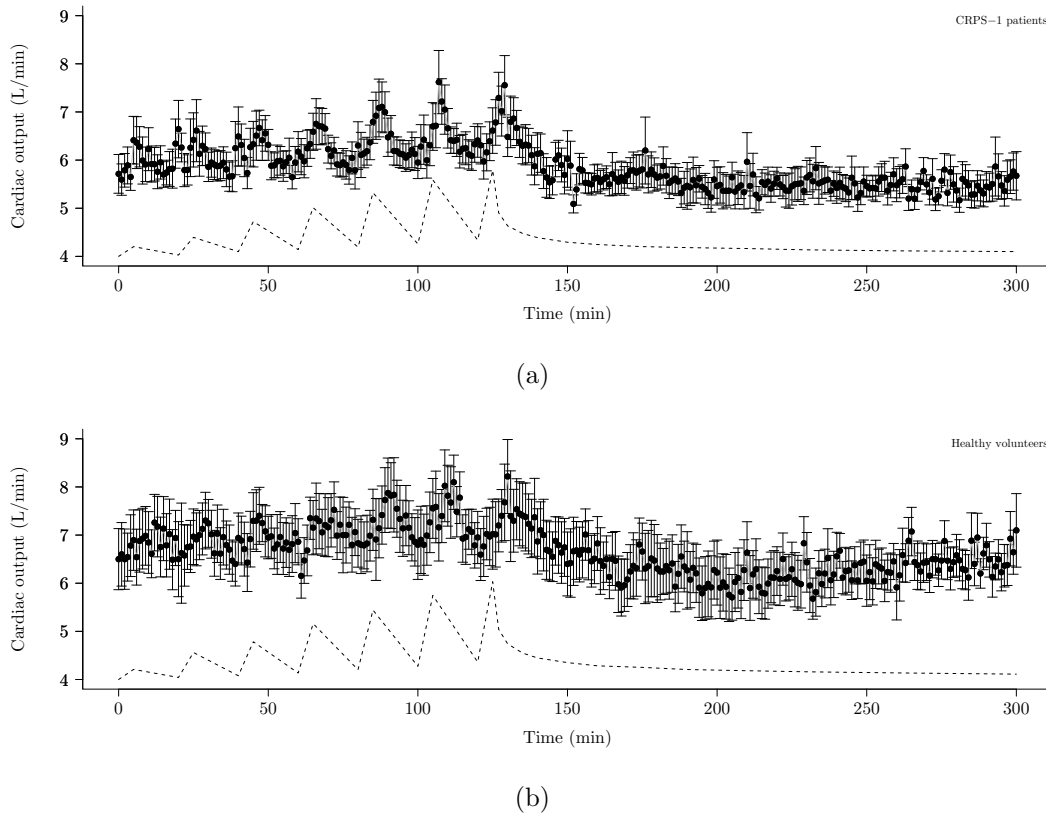 CRPS−1 patients
Cardiac output (L/min)
9
8
7
6
5
4
0 50 100 150 200 250 300
Time (min)
(a)
Healthy volunteers
Cardiac output (L/min)
9
8
7
6
5
4
0 50 100 150 200 250 300
Time (min)
(b)